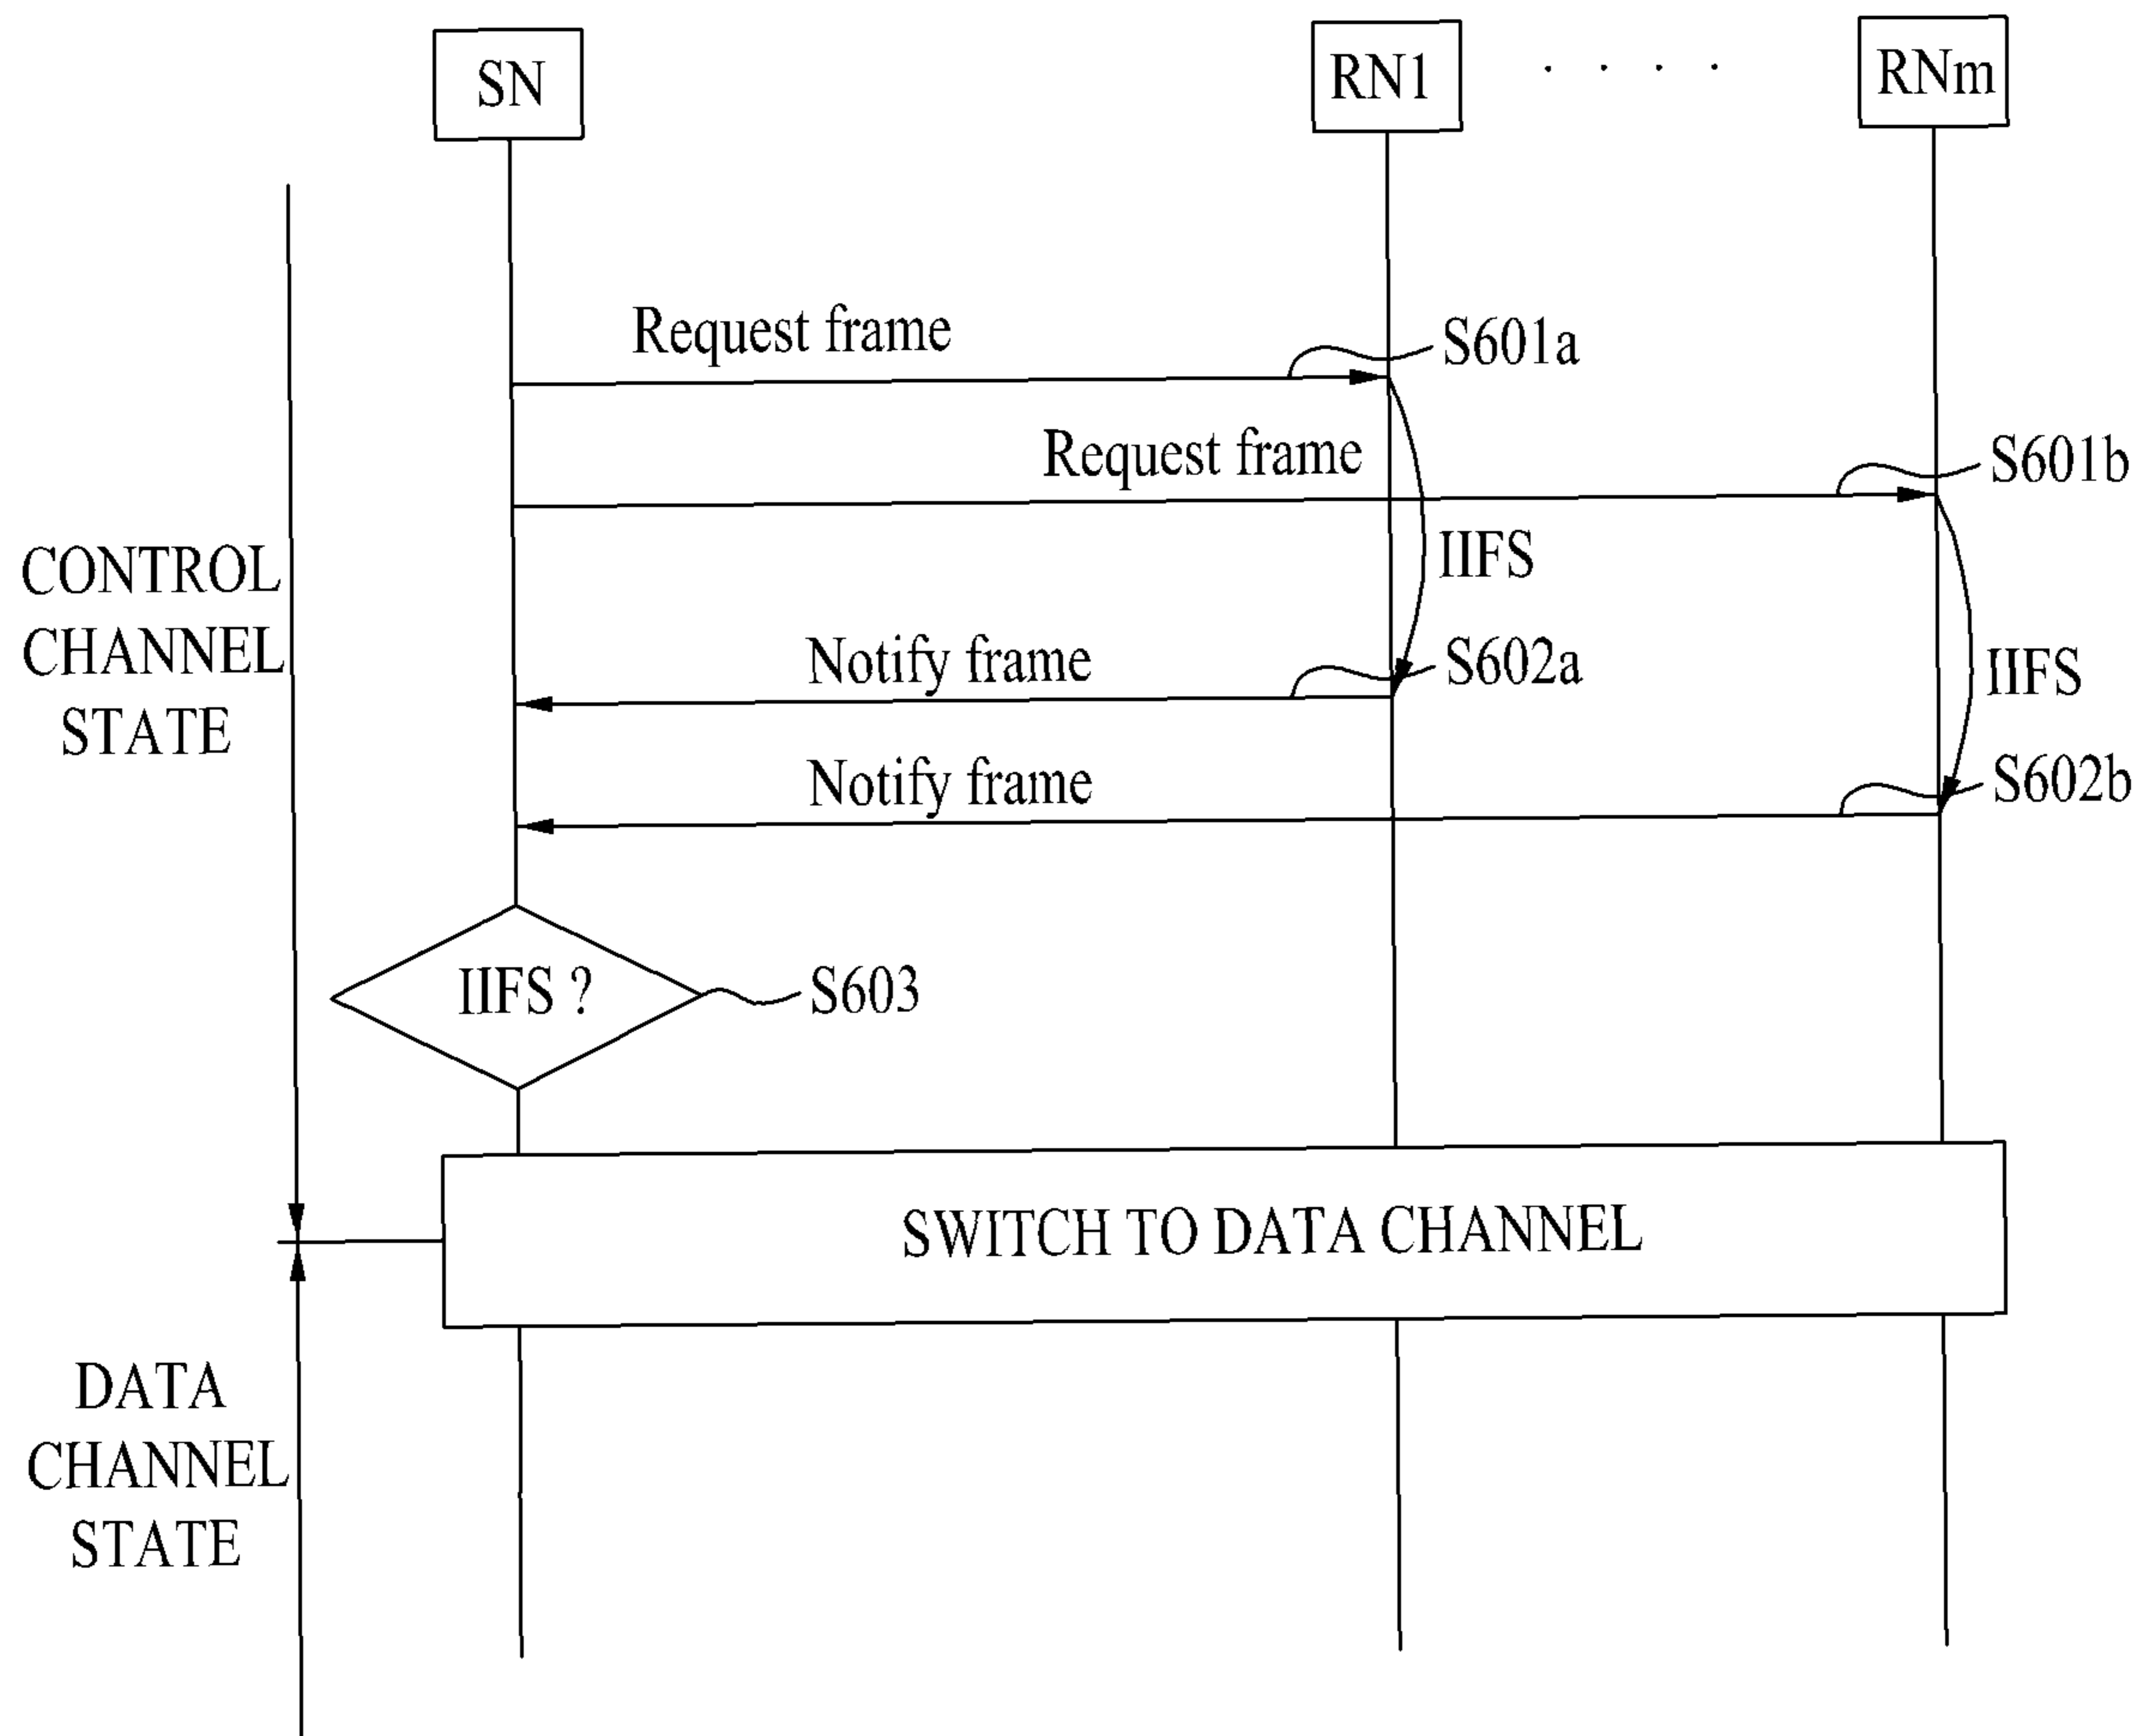 SN
RN1
RNm
Request frame
S601a
Request frame
S601b
IIFS
CONTROL
CHANNEL
STATE
Notify frame
S602a
IIFS
Notify frame
S602b
IIFS ?
S603
SWITCH TO DATA CHANNEL
DATA
CHANNEL
STATE